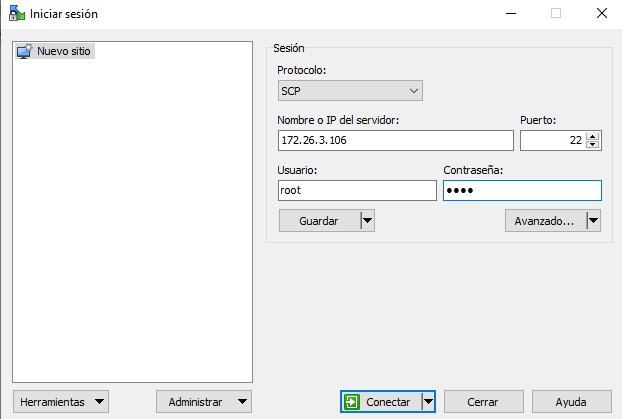 Iniciar sesión
Nuevo sitio
Sesión
Protocolo:
SCP
Nombre o IP del servidor:
Puerto:
172.26.3.106
22
Usuario:
Contraseña:
root
••••
Guardar
Avanzado...
Herramientas
Administrar
Conectar
Cerrar
Ayuda